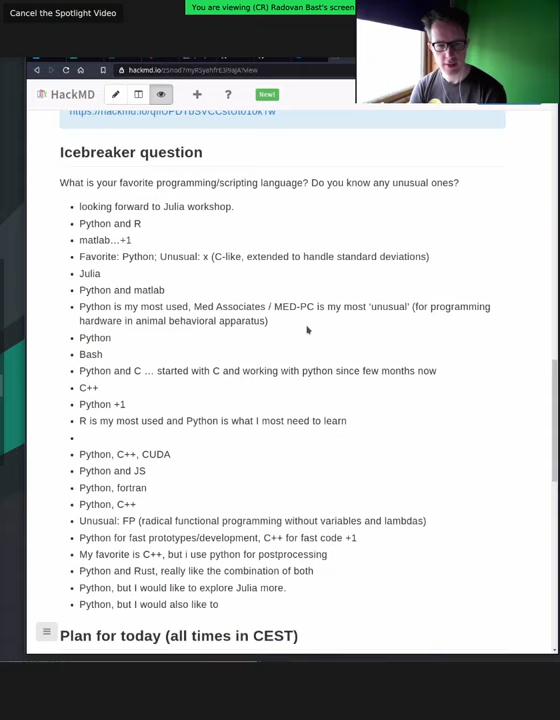 Cancel the Spotlight Video
You are viewing (CR) Radovan Bast's screen
HackMD
New!
Icebreaker question
What is your favorite programming/scripting language? Do you know any unusual ones?
looking forward to Julia workshop.
Python and R
matlab...+1
Favorite: Python; Unusual: x (C-like, extended to handle standard deviations)
Julia
Python and matlab
Python is my most used, Med Associates / MED-PC is my most ‘unusual’ (for programming
hardware in animal behavioral apparatus)
Python
Bash
Python and C … started with C and working with python since few months now
C++
Python +1
R is my most used and Python is what I most need to learn
Python, C++, CUDA
Python and JS
Python, fortran
Python, C++
Unusual: FP (radical functional programming without variables and lambdas)
Python for fast prototypes/development, C++ for fast code +1
My favorite is C++, but i use python for postprocessing
Python and Rust, really like the combination of both
Python, but I would like to explore Julia more.
Python, but I would also like to
Plan for today (all times in CEST)